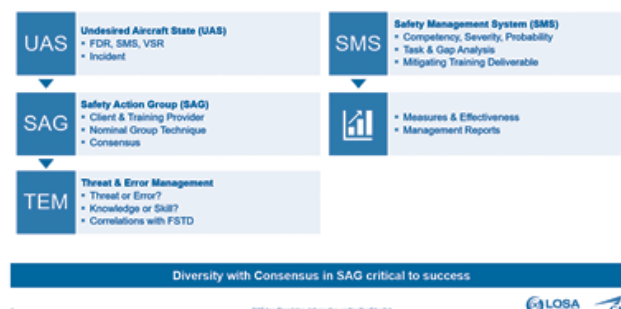 UAS
Undesired Aircraft State (UAS)
▪ FDR, SMS, VSR
▪ Incident
SAG
Safety Action Group (SAG)
▪ Client & Training Provider
▪ Nominal Group Technique
▪ Consensus
TEM
Threat & Error Management
▪ Threat or Error?
▪ Knowledge or Skill?
▪ Correlations with FSTD
SMS
Safety Management System (SMS)
▪ Competency, Severity, Probability
▪ Task & Gap Analysis
▪ Mitigating Training Deliverable
▪ Measures & Effectiveness
▪ Management Reports
Diversity with Consensus in SAG critical to success
LOSA